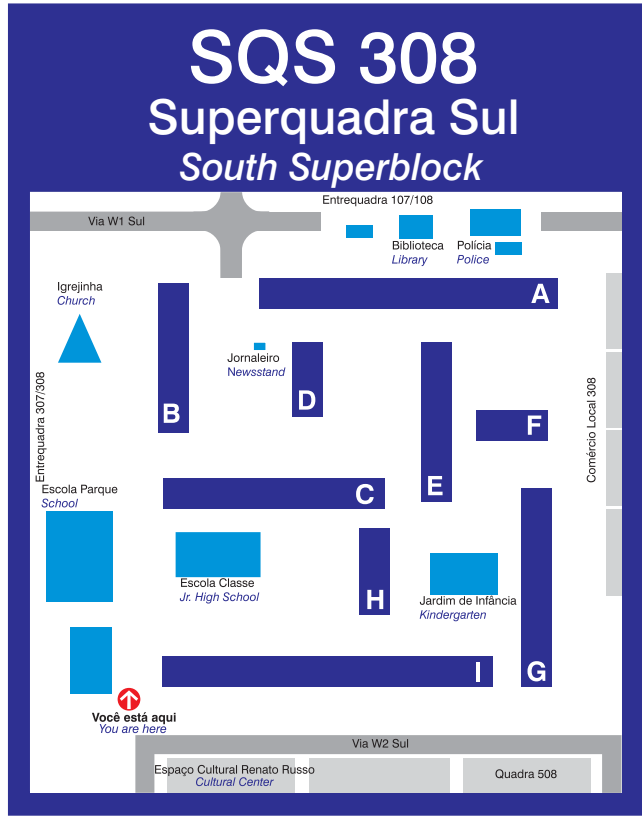 SQS 308
Superquadra Sul
South Superblock
Entrequadra 107/108
Via W1 Sul
Biblioteca
Library
Polícia
Police
Igrejinha
Church
A
Jornaleiro
Newsstand
B
D
E
F
Entrequadra 307/308
Comércio Local 308
Escola Parque
School
C
Escola Classe
Jr. High School
H
Jardim de Infância
Kindergarten
I
G
Você está aqui
You are here
Via W2 Sul
Espaço Cultural Renato Russo
Cultural Center
Quadra 508